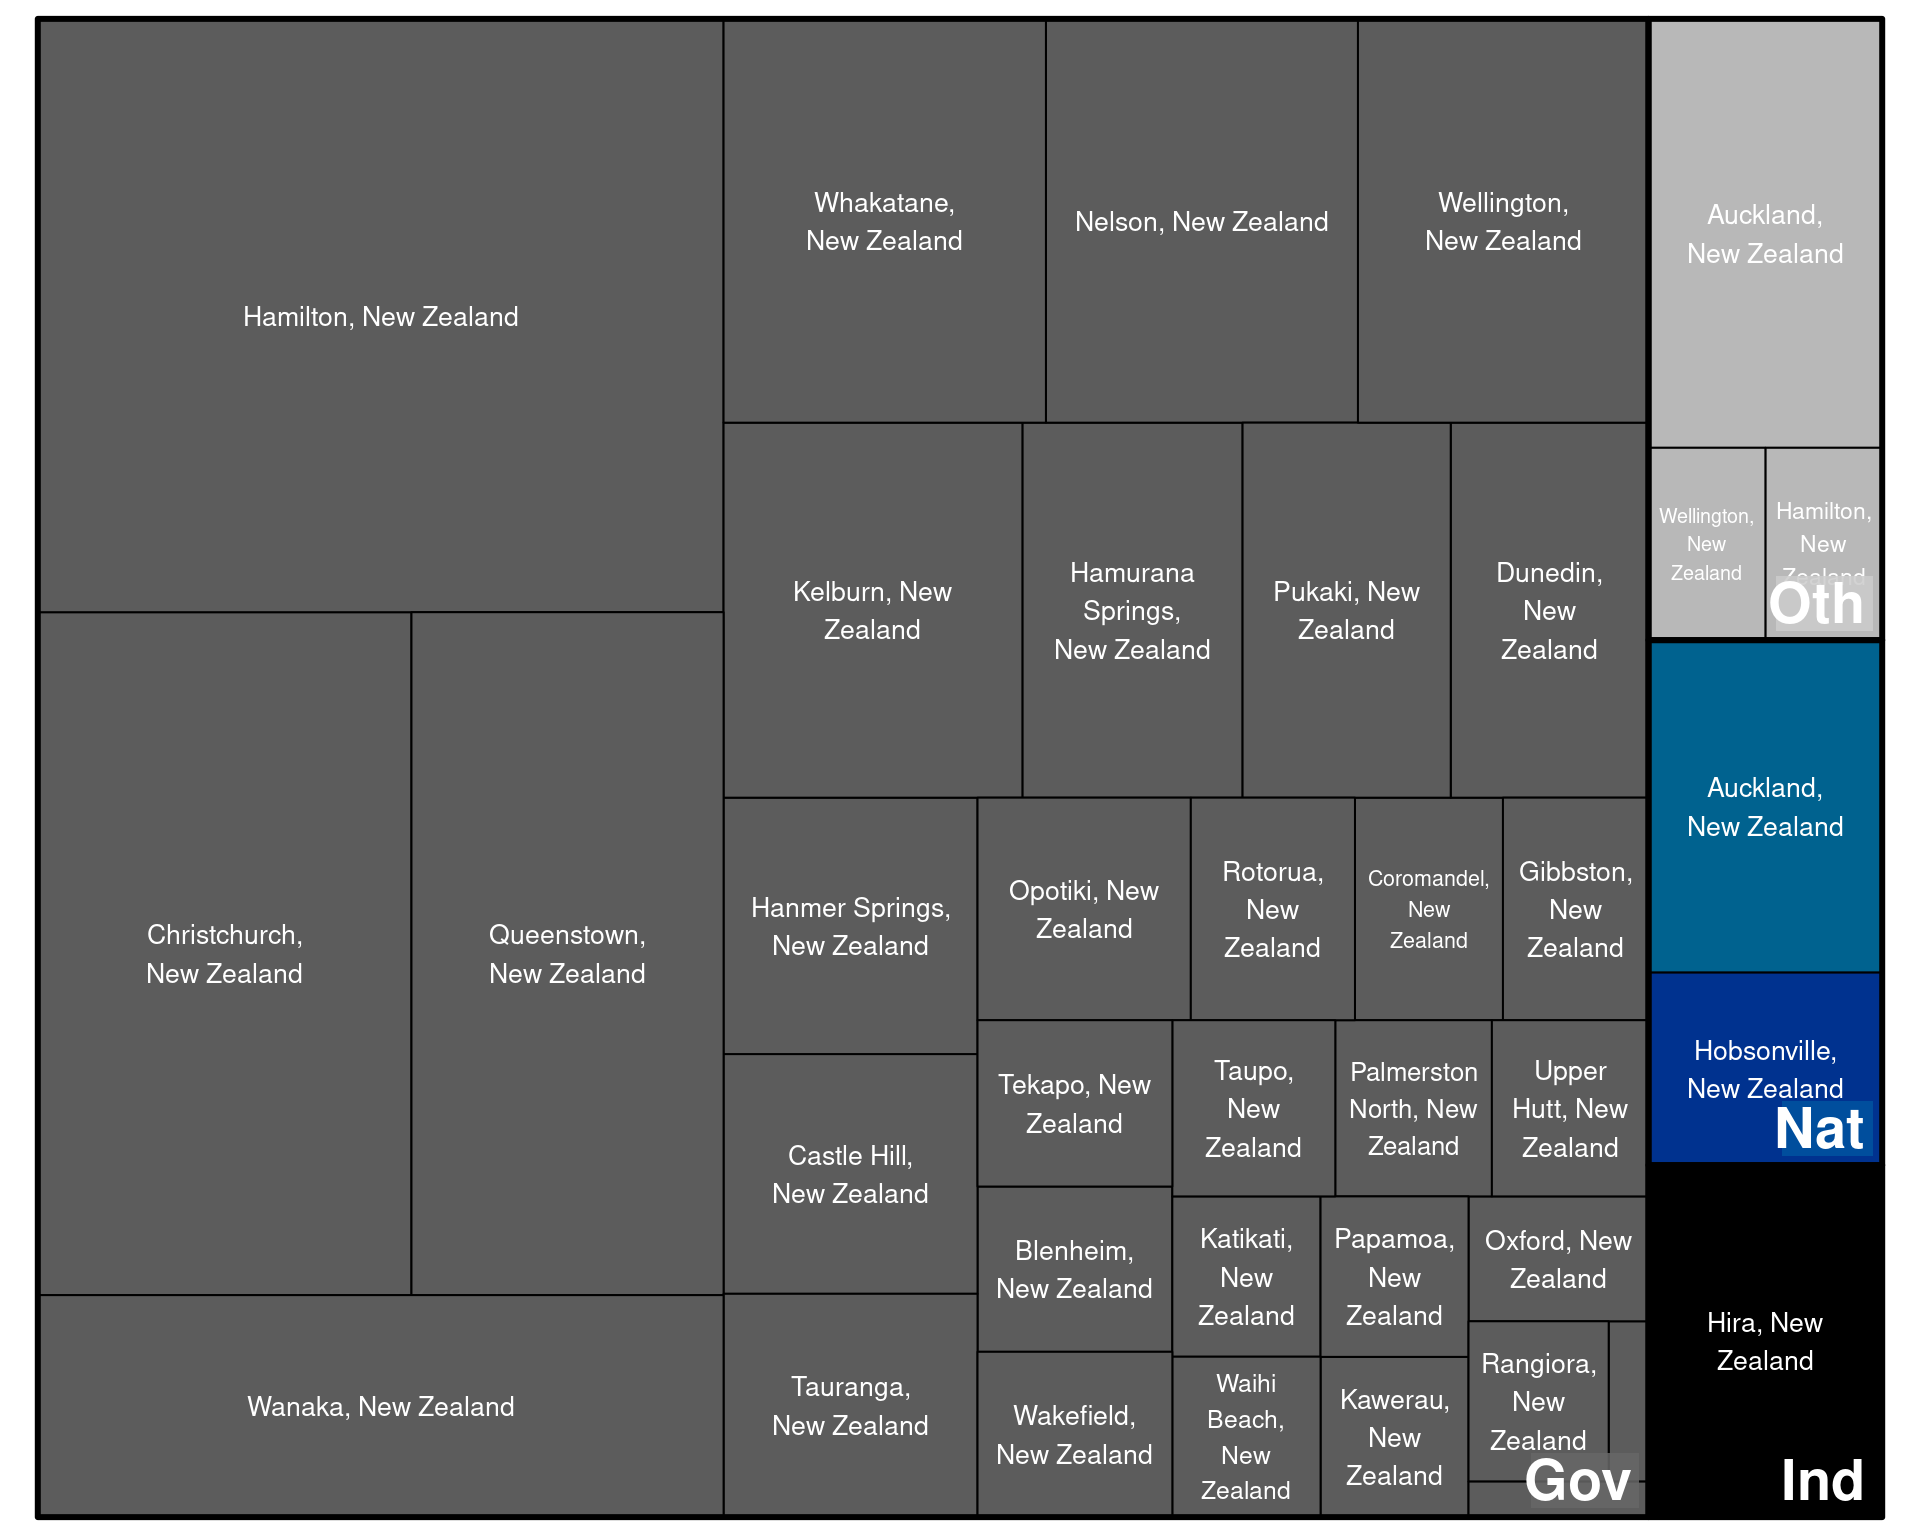 Hamilton, New Zealand
Christchurch,
New Zealand
Queenstown,
New Zealand
Wanaka, New Zealand
Whakatane,
New Zealand
Nelson, New Zealand
Wellington,
New Zealand
Kelburn, New
Zealand
Hamurana
Springs,
New Zealand
Pukaki, New
Zealand
Dunedin,
New
Zealand
Hanmer Springs,
New Zealand
Castle Hill,
New Zealand
Tauranga,
New Zealand
Opotiki, New
Zealand
Rotorua,
New
Zealand
Coromandel,
New
Zealand
Gibbston,
New
Zealand
Tekapo, New
Zealand
Blenheim,
New Zealand
Wakefield,
New Zealand
Taupo,
New
Zealand
Palmerston
North, New
Zealand
Upper
Hutt, New
Zealand
Katikati,
New
Zealand
Papamoa,
New
Zealand
Oxford, New
Zealand
Waihi
Beach,
New
Zealand
Kawerau,
New
Zealand
Rangiora,
New
Zealand
Gov
Auckland,
New Zealand
Wellington,
New
Zealand
Hamilton,
New
Zealand
Oth
Auckland,
New Zealand
Hobsonville,
New Zealand
Nat
Hira, New
Zealand
Ind